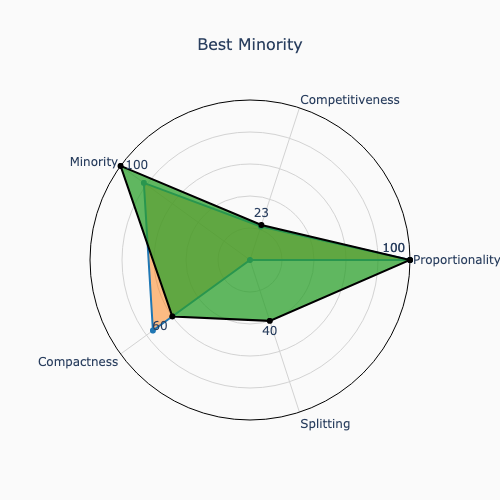 Best Minority
Competitiveness
Minority
100
23
100
Proportionality
60
40
Compactness
Splitting